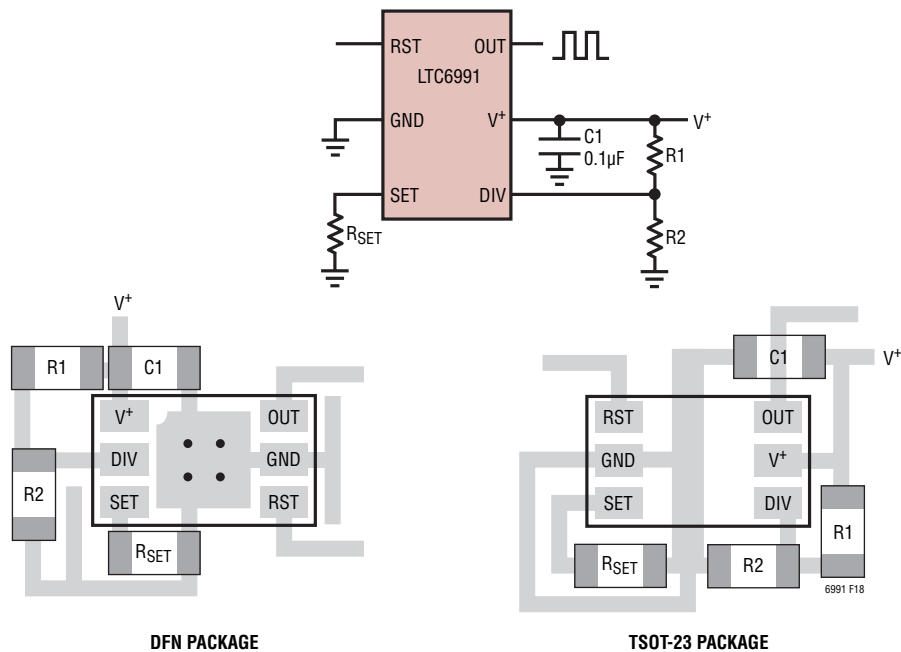 RST OUT
LTC6991
GND V+ V+
C1
0.1µF
R1
SET DIV
RSET
R2
V+
R1 C1
V+ OUT
DIV GND
R2
SET RST
RSET
DFN PACKAGE
C1 V+
RST OUT
GND V+
SET DIV
R1
RSET R2
6991 F18
TSOT-23 PACKAGE